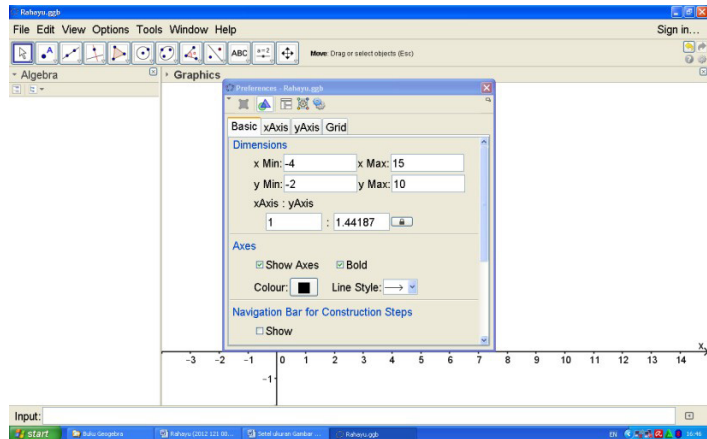 Rahayu.ggb
File Edit View Options Tools Window Help
Sign in...
ABC
a=2
Move: Drag or select objects (Esc)
Algebra
Graphics
Preferences - Rahayu.ggb
Basic xAxis yAxis Grid
Dimensions
x Min: -4 x Max: 15
y Min: -2 y Max: 10
xAxis : yAxis
1 : 1.44187
Axes
Show Axes Bold
Colour: Line Style:
Navigation Bar for Construction Steps
Show
x
-3 -2 -1 0 1 2 3 4 5 6 7 8 9 10 11 12 13 14
-1
Input:
start Buku Geogebra Rahayu (2012 121 00... Setel ukuran Gambar ... Rahayu.ggb EN 16:46